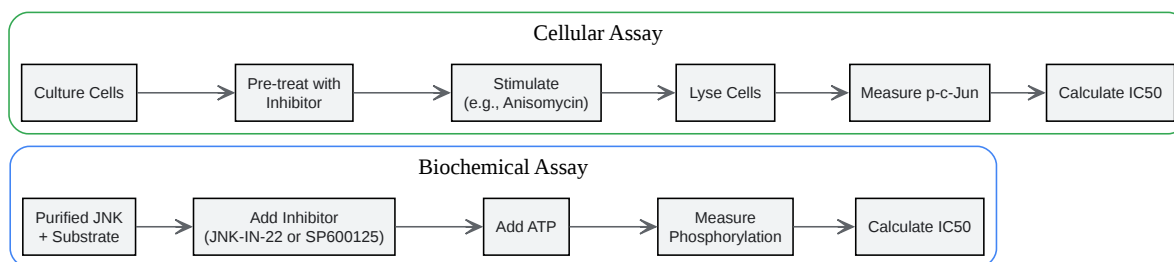 Cellular Assay
Culture Cells
Pre-treat with
Inhibitor
Stimulate
(e.g., Anisomycin)
Lyse Cells
Measure p-c-Jun
Calculate IC50
Biochemical Assay
Purified JNK
+ Substrate
Add Inhibitor
(JNK-IN-22 or SP600125)
Add ATP
Measure
Phosphorylation
Calculate IC50